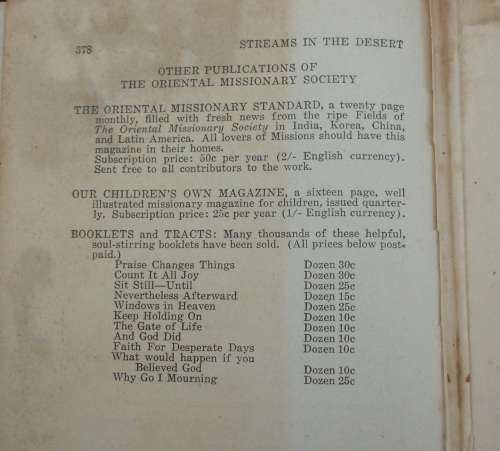 378 STREAMS IN THE DESERT
OTHER PUBLICATIONS OF
THE ORIENTAL MISSIONARY SOCIETY
THE ORIENTAL MISSIONARY STANDARD, a twenty page
monthly, filled with fresh news from the ripe Fields of
The Oriental Missionary Society in India, Korea, China,
and Latin America. All lovers of Missions should have this
magazine in their homes.
Subscription price: 50c per year (2/- English currency).
Sent free to all contributors to the work.
OUR CHILDREN'S OWN MAGAZINE, a sixteen page, well
illustrated missionary magazine for children, issued quarter-
ly. Subscription price: 25c per year (1/- English currency).
BOOKLETS and TRACTS: Many thousands of these helpful,
soul-stirring booklets have been sold. (All prices below post-
paid.)
Praise Changes Things Dozen 30c
Count It All Joy Dozen 30c
Sit Still—Until Dozen 25c
Nevertheless Afterward Dozen 15c
Windows in Heaven Dozen 25c
Keep Holding On Dozen 10c
The Gate of Life Dozen 10c
And God Did Dozen 10c
Faith For Desperate Days Dozen 10c
What would happen if you
Believed God Dozen 10c
Why Go I Mourning Dozen 25c